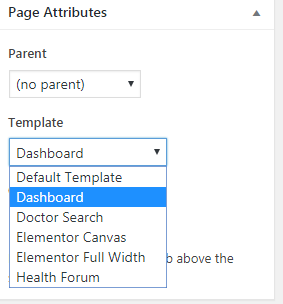 Page Attributes
Parent
(no parent)
Template
Dashboard
Default Template
Dashboard
Doctor Search
Elementor Canvas
Elementor Full Width
above the
Health Forum